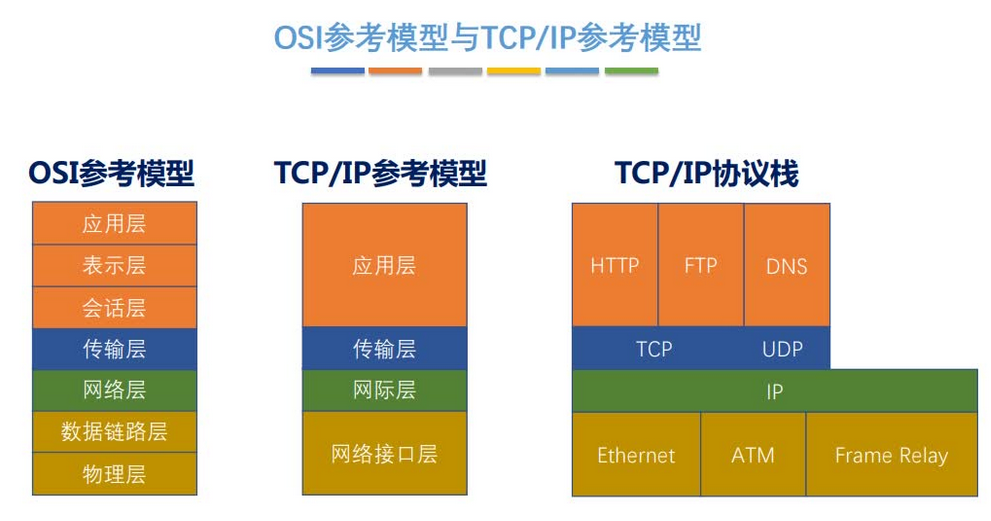 OSI参考模型与TCP/IP参考模型
OSI参考模型
应用层
表示层
会话层
传输层
网络层
数据链路层
物理层
TCP/IP参考模型
应用层
传输层
网际层
网络接口层
TCP/IP协议栈
HTTP FTP DNS
TCP UDP
IP
Ethernet ATM Frame Relay